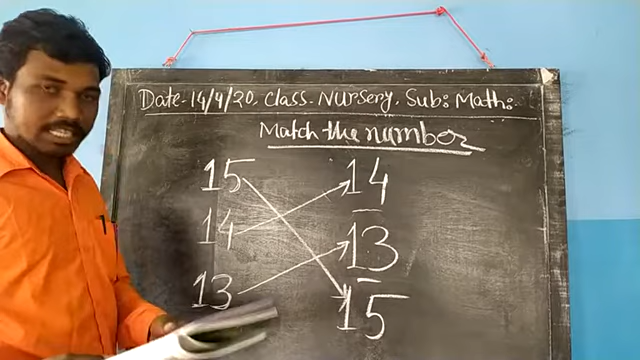 Date- 14/4/20. Class- Nursery. Sub: Math:-
Match the number
15 14
14 13
13 15